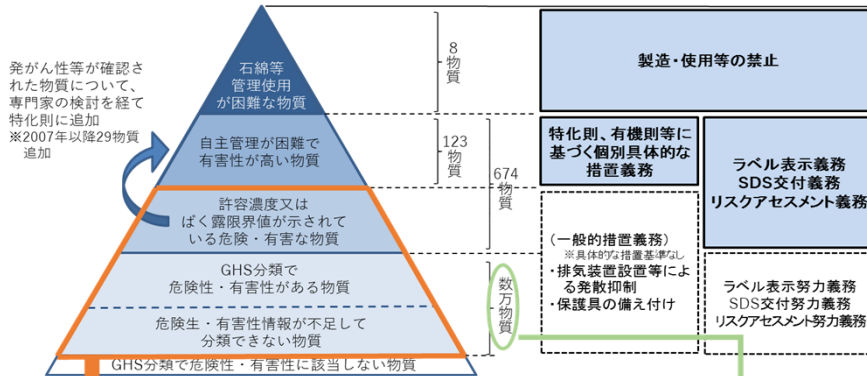 8
物質
製造・使用等の禁止
石綿等
管理使用
が困難な物質
発がん性等が確認さ
れた物質について、
専門家の検討を経て
特化則に追加
※2007年以降29物質
追加
自主管理が困難で
有害性が高い物質
123
物質
674
物質
特化則、有機則等に
基づく個別具体的な
措置義務
ラベル表示義務
SDS交付義務
リスクアセスメント義務
許容濃度又は
ばく露限界値が示されて
いる危険・有害な物質
(一般的措置義務)
※具体的な措置基準なし
・排気装置設置等によ
る発散抑制
・保護具の備え付け
GHS分類で
危険性・有害性がある物質
数万物質
ラベル表示努力義務
SDS交付努力義務
リスクアセスメント努力義務
危険生・有害性情報が不足して
分類できない物質
GHS分類で危険性・有害性に該当しない物質